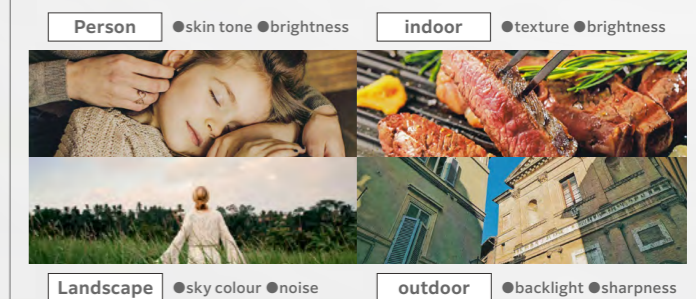 Person ●skin tone ●brightness
indoor ●texture ●brightness
Landscape ●sky colour ●noise
outdoor ●backlight ●sharpness